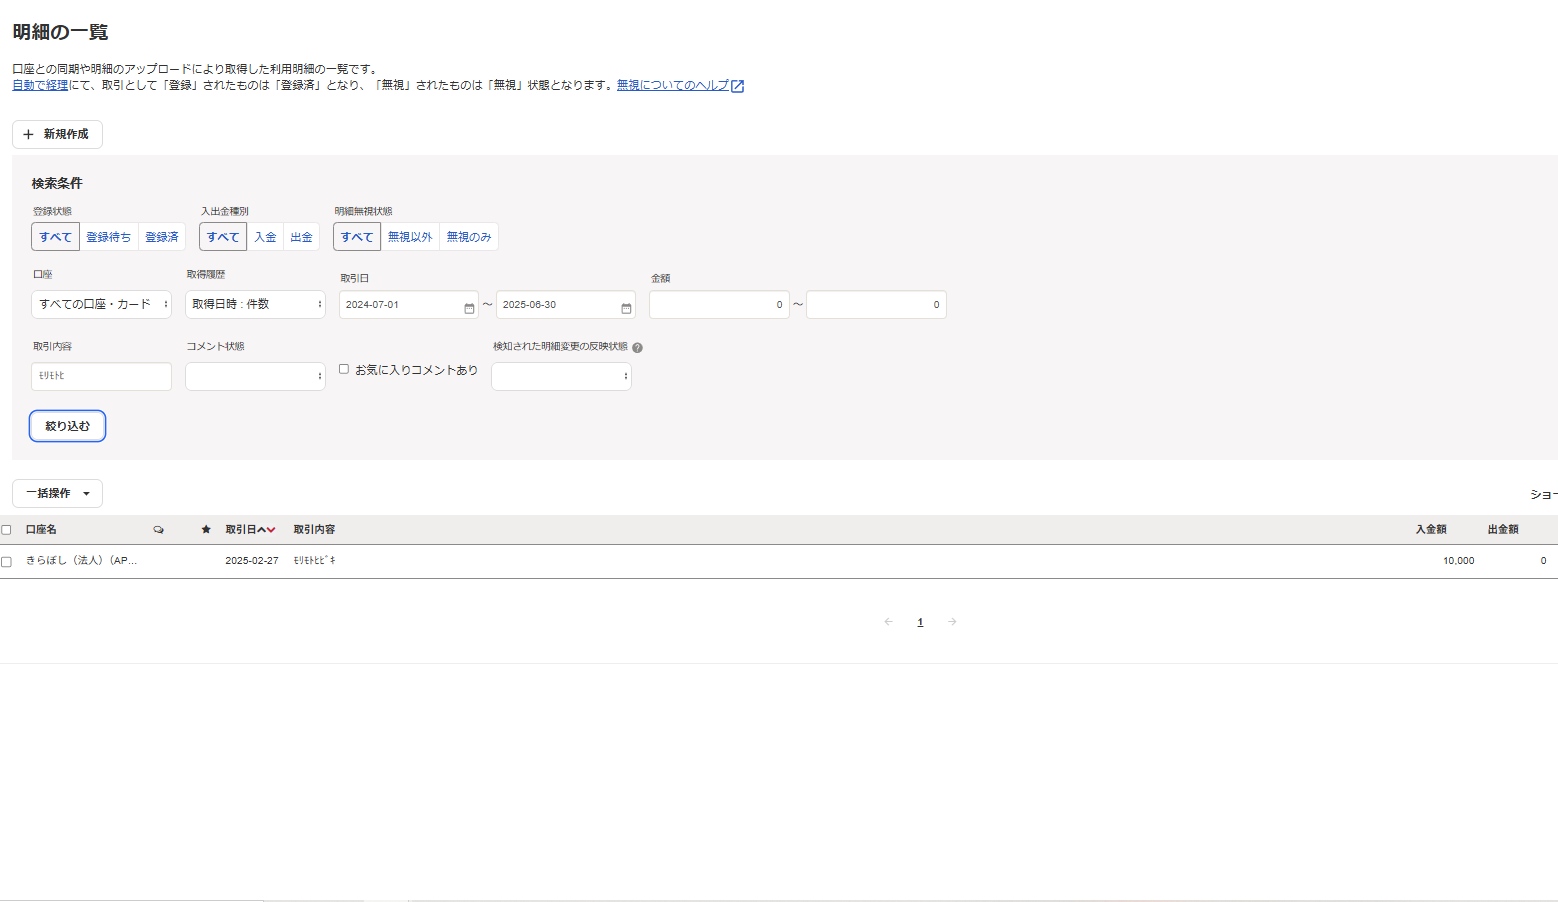 明細の一覧
口座との同期や明細のアップロードにより取得した利用明細の一覧です。
自動で経理にて、取引として「登録」されたものは「登録済」となり、「無視」されたものは「無視」状態となります。無視についてのヘルプ
＋ 新規作成
検索条件
登録状態 入出金種別 明細無視状態
すべて 登録待ち 登録済 すべて 入金 出金 すべて 無視以外 無視のみ
口座 取得履歴 取引日 金額
すべての口座・カード 取得日時 : 件数 2024-07-01 ～ 2025-06-30 0 ～ 0
取引内容 コメント状態 お気に入りコメントあり 検知された明細変更の反映状態 ?
ﾓﾘﾓﾄﾋ
絞り込む
一括操作 ショー
口座名 取引日 取引内容 入金額 出金額
きらぼし（法人）（AP... 2025-02-27 ﾓﾘﾓﾄﾋﾋﾞｷ 10,000 0
1